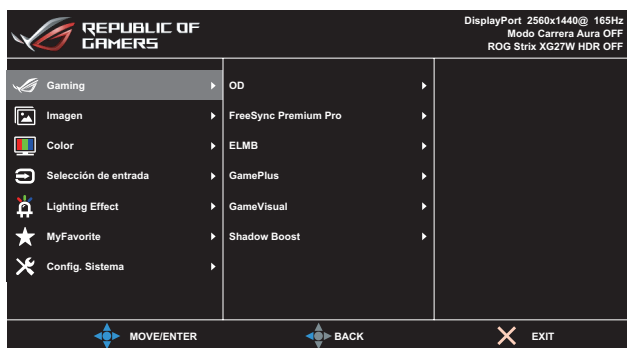 REPUBLIC OF
GAMERS
DisplayPort 2560x1440@ 165Hz
Modo Carrera Aura OFF
ROG Strix XG27W HDR OFF
Gaming
OD
Imagen
FreeSync Premium Pro
Color
ELMB
Selección de entrada
GamePlus
Lighting Effect
GameVisual
MyFavorite
Shadow Boost
Config. Sistema
MOVE/ENTER
BACK
EXIT